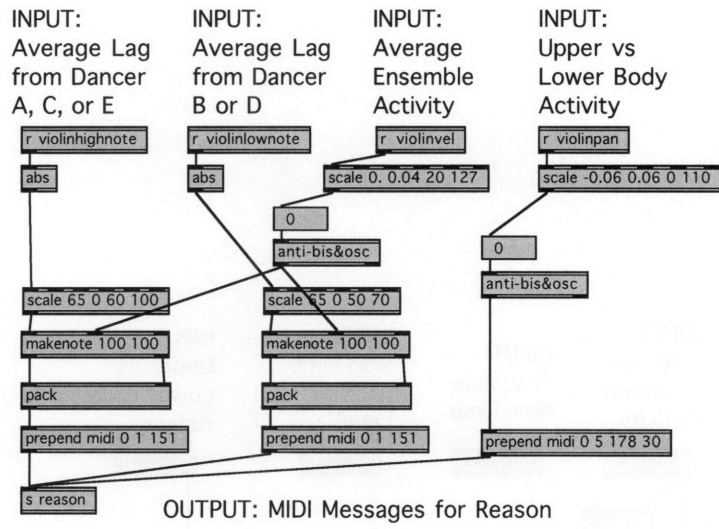 INPUT:
Average Lag
from Dancer
A, C, or E
INPUT:
Average Lag
from Dancer
B or D
INPUT:
Average
Ensemble
Activity
INPUT:
Upper vs
Lower Body
Activity
r violinhighnote
r violinlownote
r violinvel
r violinpan
abs
abs
scale 0. 0.04 20 127
scale -0.06 0.06 0 110
0
0
anti-bis&osc
anti-bis&osc
scale 65 0 60 100
scale 65 0 50 70
makenote 100 100
makenote 100 100
pack
pack
prepend midi 0 1 151
prepend midi 0 1 151
prepend midi 0 5 178 30
s reason
OUTPUT: MIDI Messages for Reason